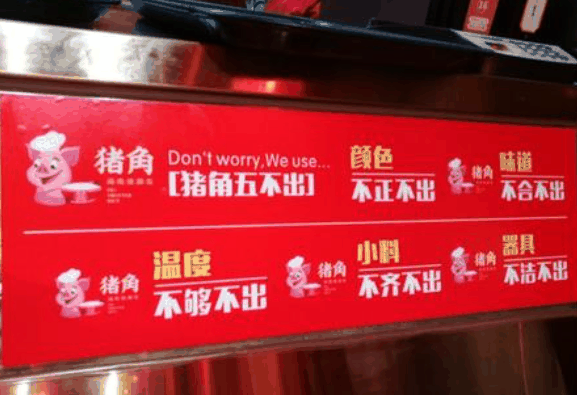 猪角
Don't worry,We use...
[猪角五不出]
颜色
不正不出
猪角
味道
不合不出
猪角
温度
不够不出
猪角
小料
不齐不出
猪角
器具
不洁不出